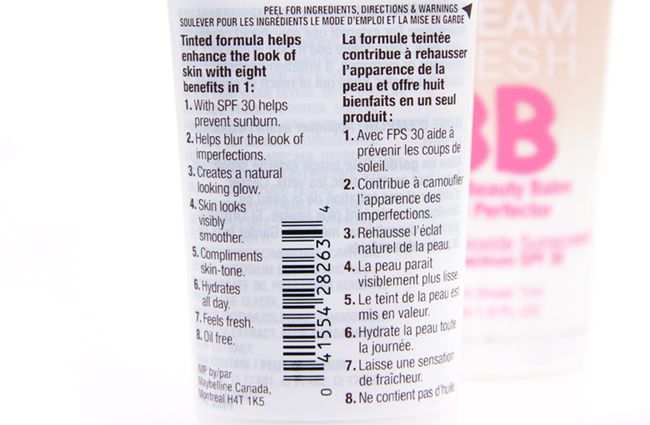 PEEL FOR INGREDIENTS, DIRECTIONS & WARNINGS
SOULEVER POUR LES INGRÉDIENTS LE MODE D'EMPLOI ET LA MISE EN GARDE
Tinted formula helps
enhance the look of
skin with eight
benefits in 1:
1. With SPF 30 helps
prevent sunburn.
2. Helps blur the look of
imperfections.
3. Creates a natural
looking glow.
4. Skin looks
visibly
smoother.
5. Compliments
skin-tone.
6. Hydrates
all day.
7. Feels fresh.
8. Oil free.
MP by/par
Maybelline Canada,
Montreal H4T 1K5
0 41554 28263 4
La formule teintée
contribue à rehausser
l'apparence de la
peau et offre huit
bienfaits en un seul
produit :
1. Avec FPS 30 aide à
prévenir les coups de
soleil.
2. Contribue à camoufler
l'apparence des
imperfections.
3. Rehausse l'éclat
naturel de la peau.
4. La peau parait
visiblement plus lisse.
5. Le teint de la peau est
mis en valeur.
6. Hydrate la peau toute
la journée.
7. Laisse une sensation
de fraîcheur.
8. Ne contient pas d'huile.
BB
Beauty Balm
Perfector